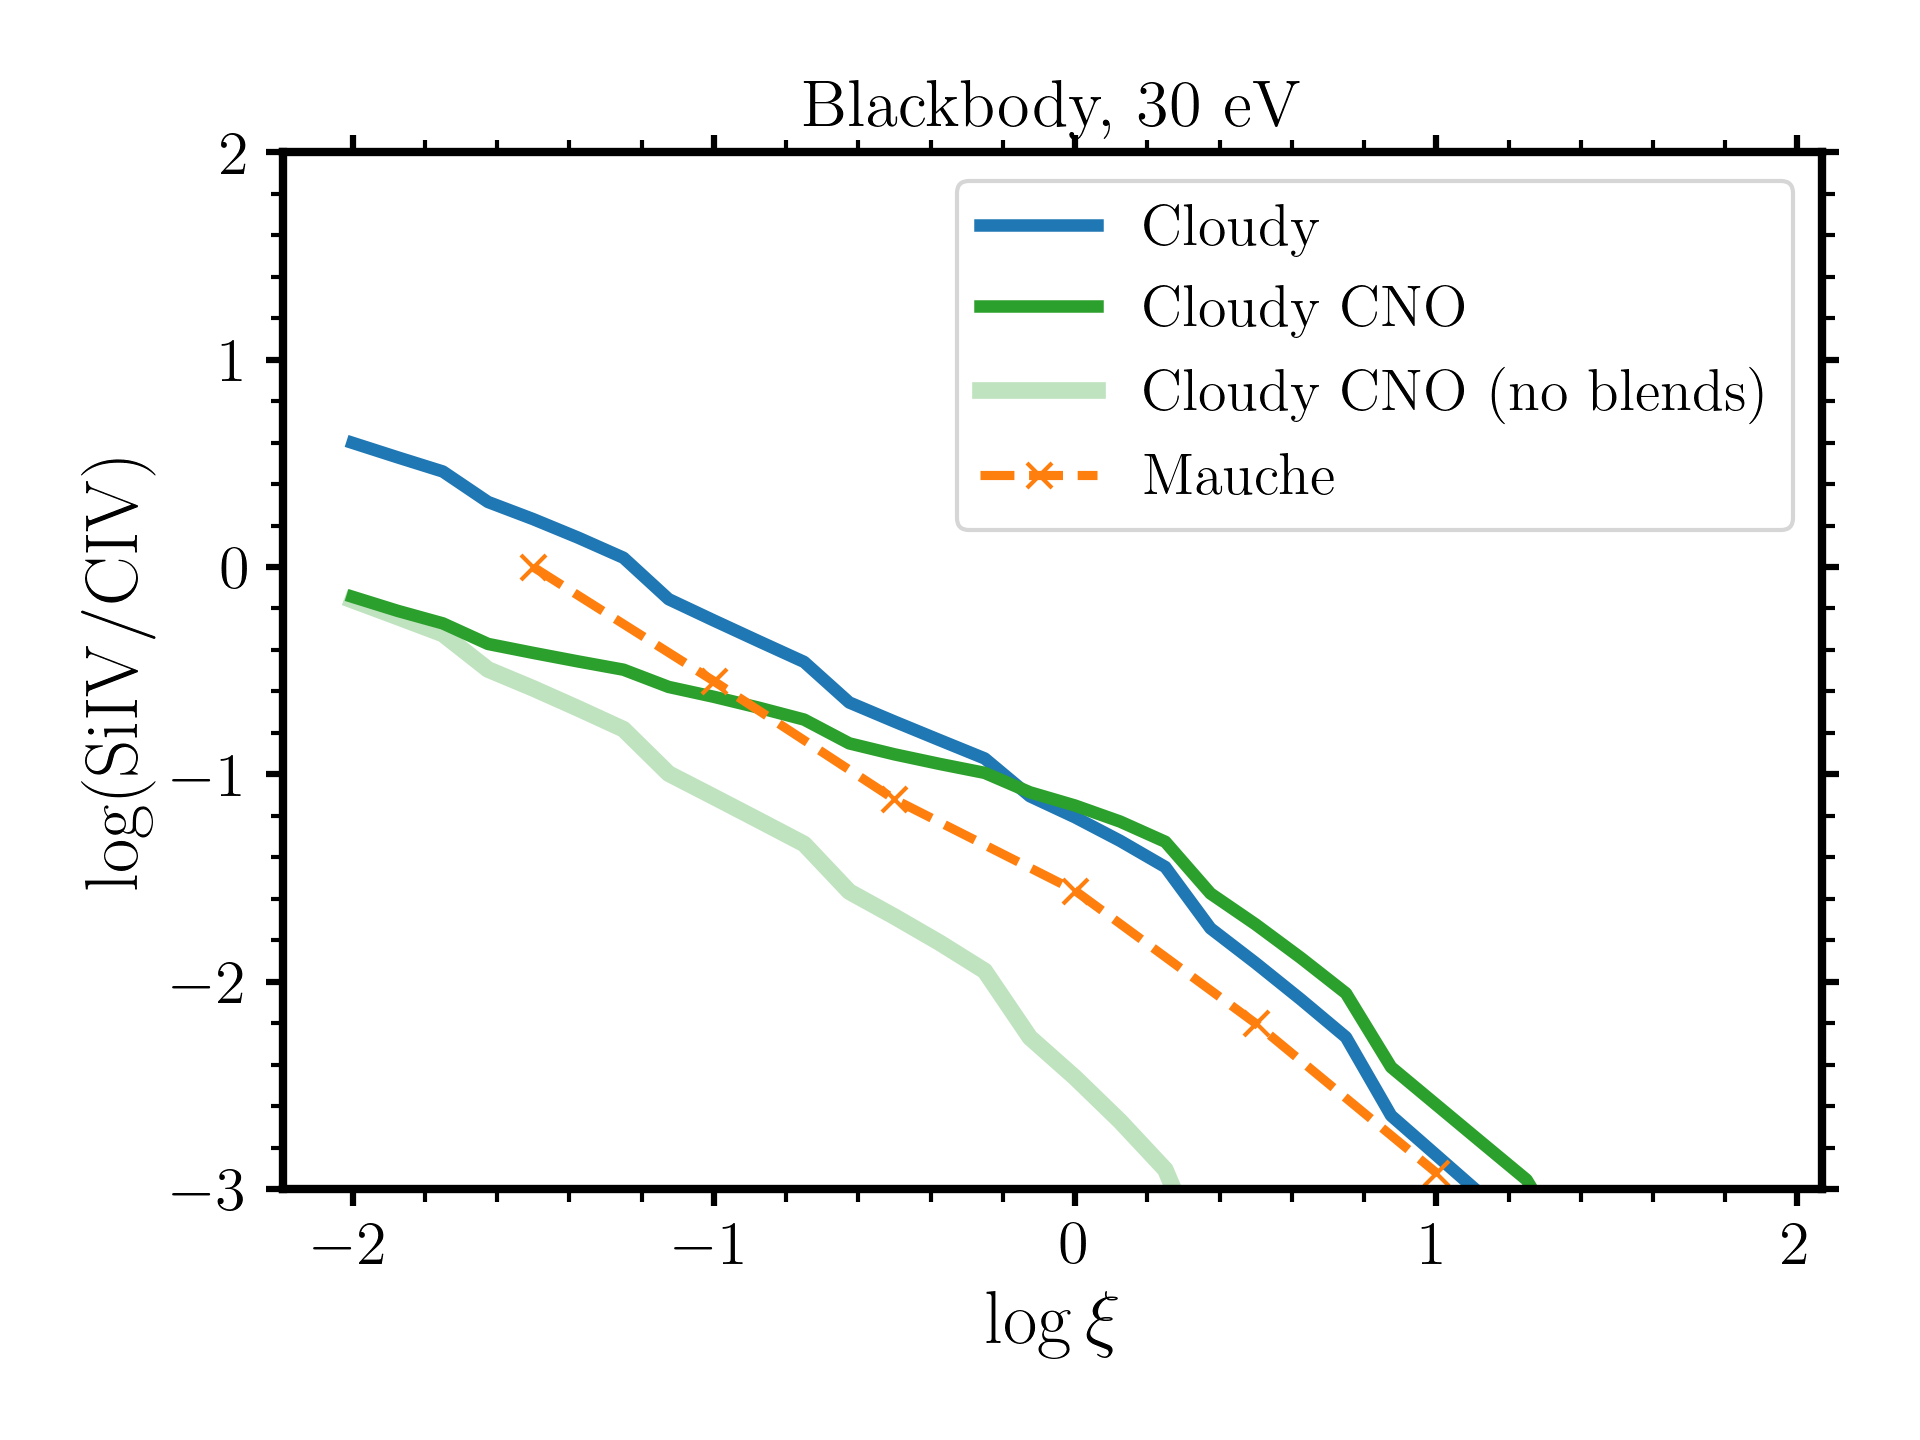 Blackbody, 30 eV
2
1
0
−1
−2
−3
log(SiIV/CIV)
Cloudy
Cloudy CNO
Cloudy CNO (no blends)
Mauche
−2 −1 0 1 2
log ξ